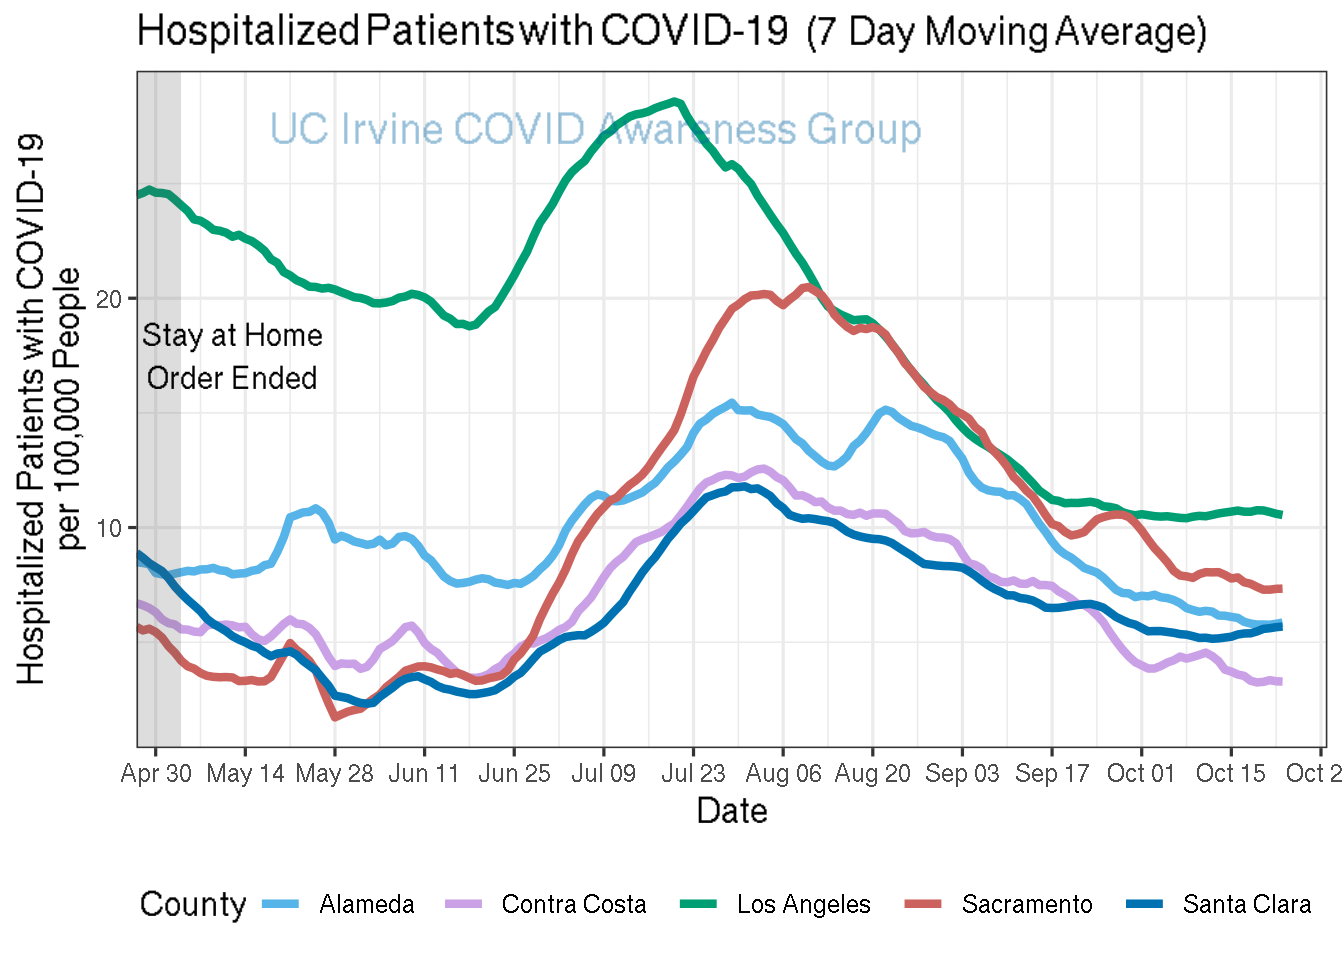 Hospitalized Patients with COVID-19 (7 Day Moving Average)
UC Irvine COVID Awareness Group
Hospitalized Patients with COVID-19
per 100,000 People
20
10
Stay at Home
Order Ended
Apr 30 May 14 May 28 Jun 11 Jun 25 Jul 09 Jul 23 Aug 06 Aug 20 Sep 03 Sep 17 Oct 01 Oct 15 Oct 2
Date
County Alameda Contra Costa Los Angeles Sacramento Santa Clara